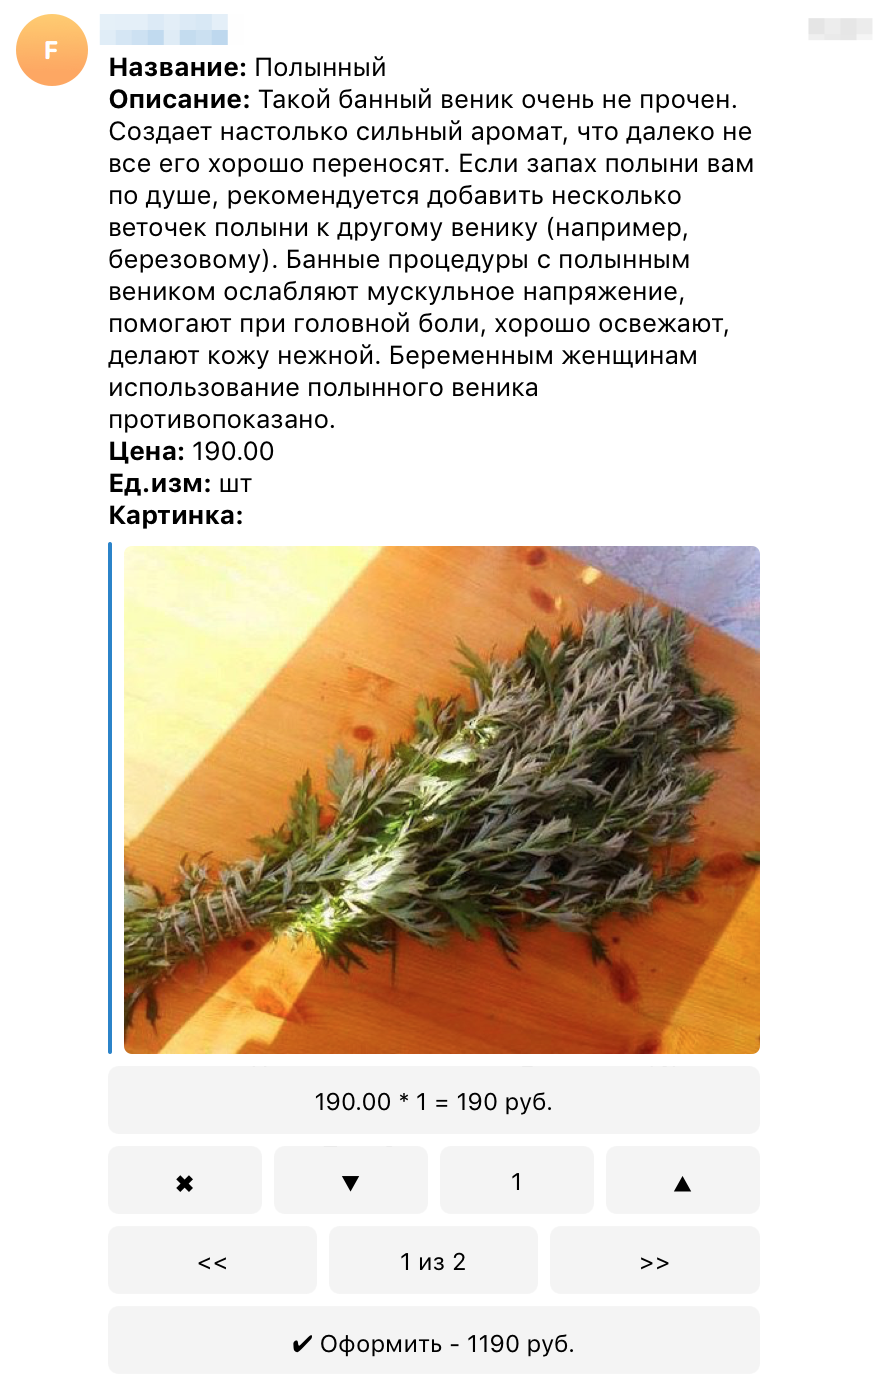 F
Название: Полынный
Описание: Такой банный веник очень не прочен.
Создает настолько сильный аромат, что далеко не
все его хорошо переносят. Если запах полыни вам
по душе, рекомендуется добавить несколько
веточек полыни к другому венику (например,
березовому). Банные процедуры с полынным
веником ослабляют мускульное напряжение,
помогают при головной боли, хорошо освежают,
делают кожу нежной. Беременным женщинам
использование полынного веника
противопоказано.
Цена: 190.00
Ед.изм: шт
Картинка:
190.00 * 1 = 190 руб.
✖ ▼ 1 ▲
<< 1 из 2 >>
✔ Оформить - 1190 руб.